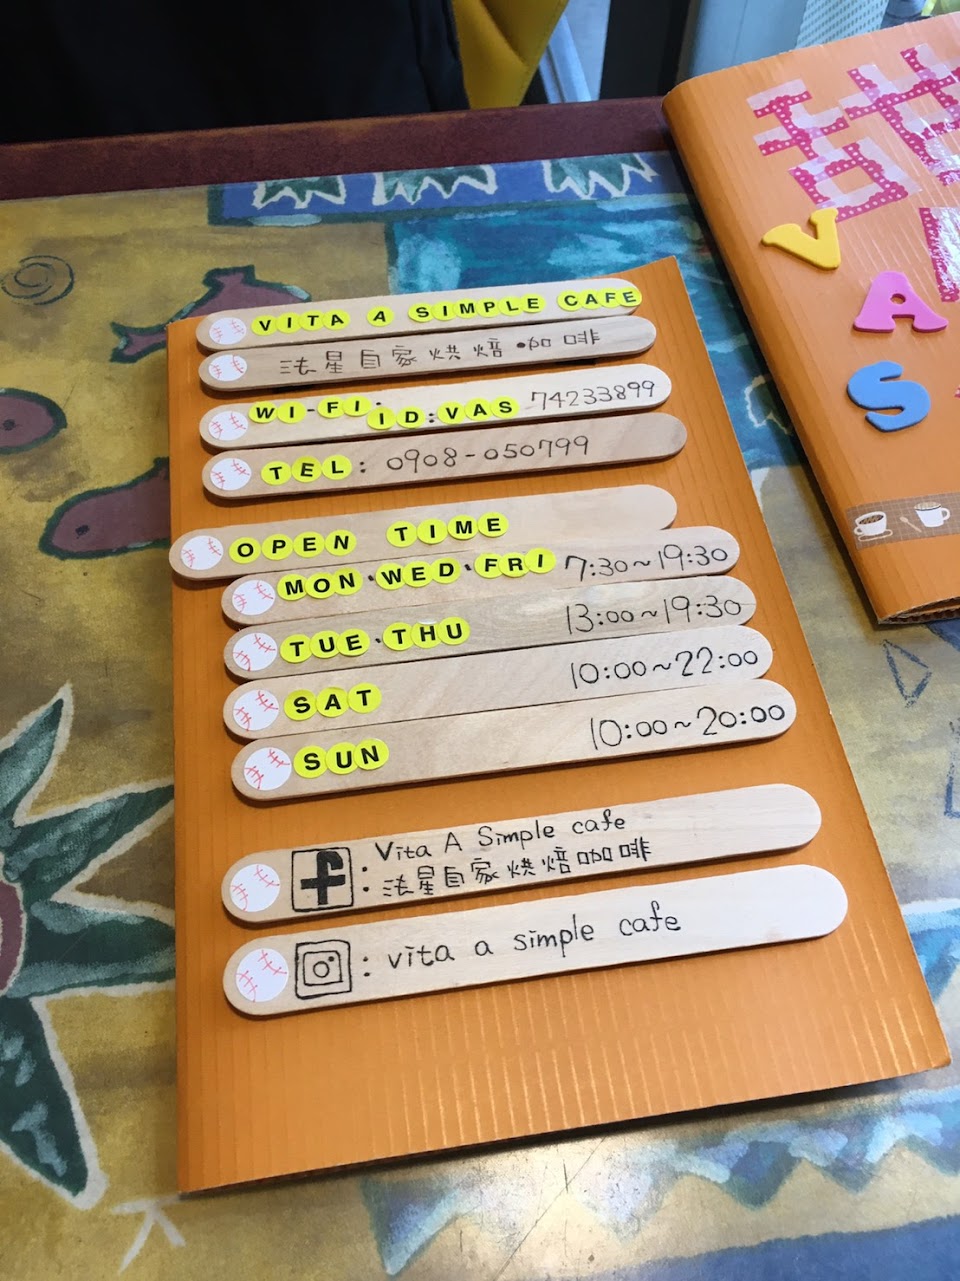 VITA A SIMPLE CAFE
法星自家烘焙·咖啡
WI-FI· ID:VAS 74233899
TEL: 0908-050799
OPEN TIME
MON·WED·FRI 7:30~19:30
TUE·THU 13:00~19:30
SAT 10:00~22:00
SUN 10:00~20:00
f: Vita A Simple cafe
法星自家烘焙咖啡
: vita a simple cafe
V
A
S